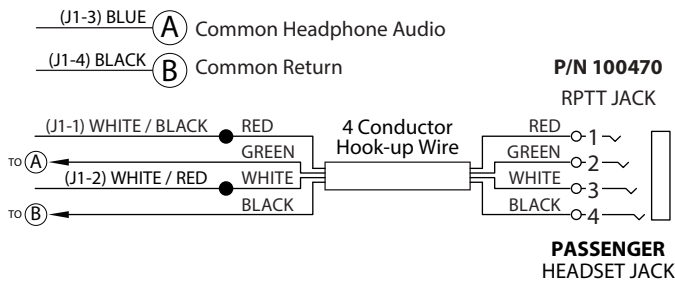 (J1-3) BLUE A Common Headphone Audio
(J1-4) BLACK B Common Return
P/N 100470
RPTT JACK
(J1-1) WHITE / BLACK RED 4 Conductor RED 1
Hook-up Wire
TO A GREEN GREEN 2
(J1-2) WHITE / RED WHITE WHITE 3
TO B BLACK BLACK 4
PASSENGER
HEADSET JACK